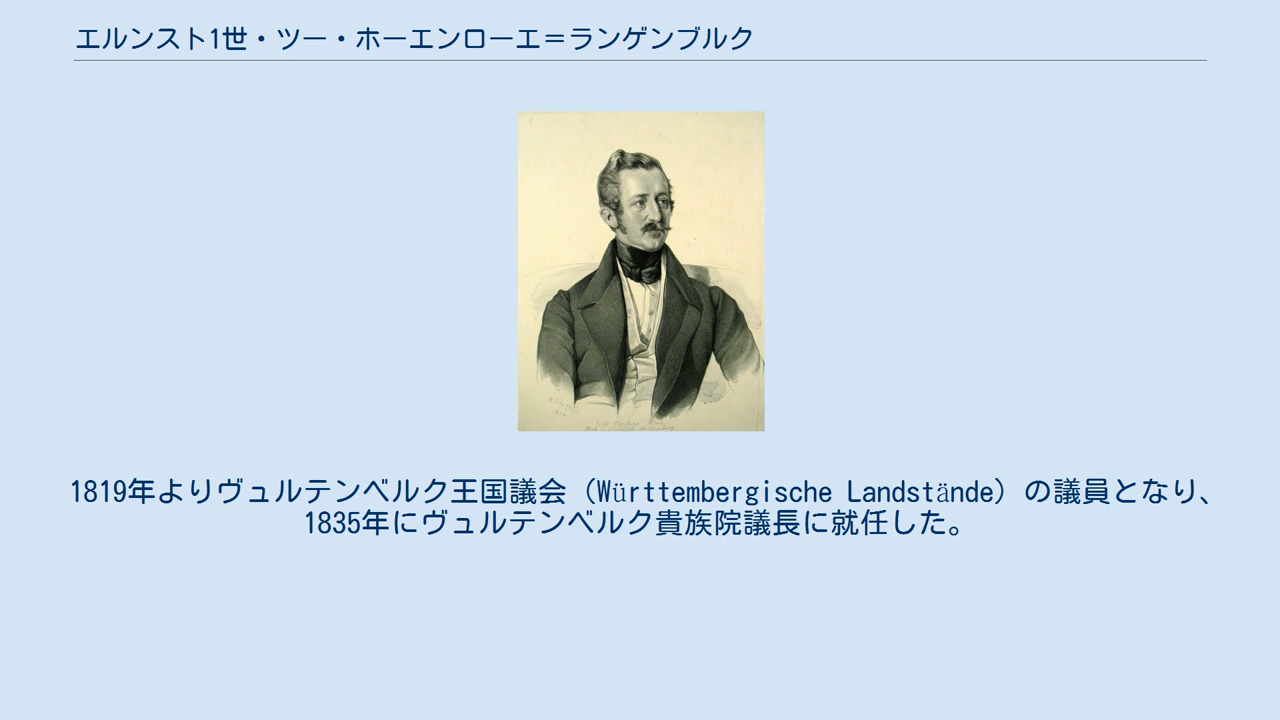 エルンスト1世・ツー・ホーエンローエ＝ランゲンブルク
1819年よりヴュルテンベルク王国議会（Württembergische Landstände）の議員となり、
1835年にヴュルテンベルク貴族院議長に就任した。